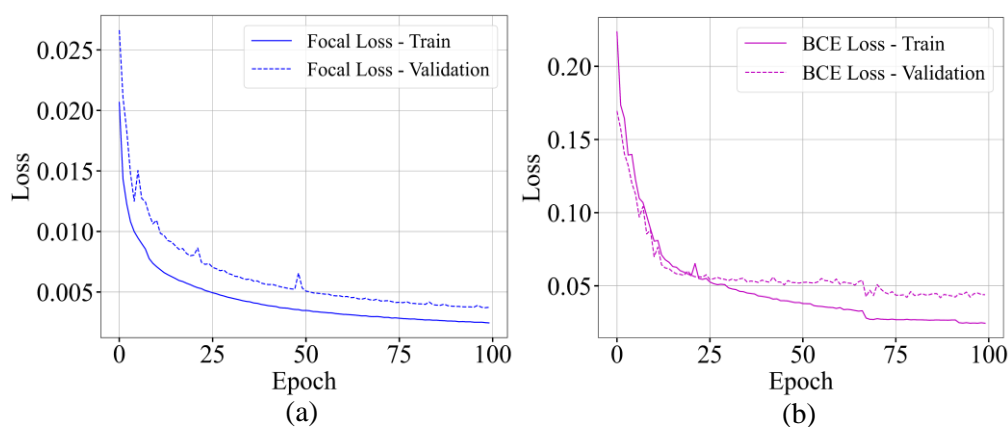 Focal Loss - Train
Focal Loss - Validation
0.025
0.020
0.015
0.010
0.005
Loss
0
25
50
75
100
Epoch
(a)
BCE Loss - Train
BCE Loss - Validation
0.20
0.15
0.10
0.05
Loss
0
25
50
75
100
Epoch
(b)